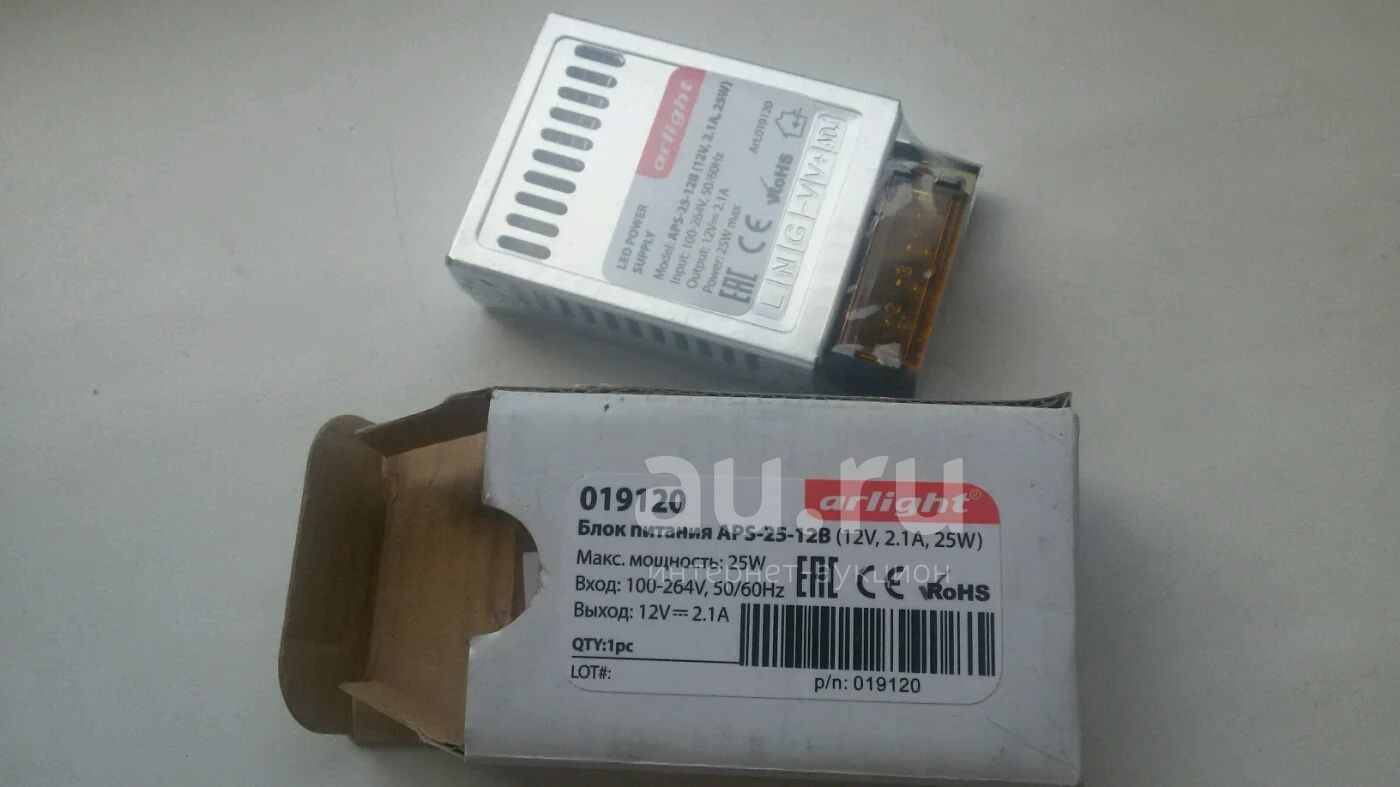 arlight
LED POWER
SUPPLY
Model: APS-25-12B (12V, 2.1A, 25W)
Input: 100-264V, 50/60Hz
Output: 12V⎓ 2.1A
Power: 25W max
Art.019120
EAC CE RoHS
L N G -V V+ ADJ
au.ru
интернет-аукцион
019120
arlight®
Блок питания APS-25-12B (12V, 2.1A, 25W)
Макс. мощность: 25W
Вход: 100-264V, 50/60Hz
EAC CE RoHS
Выход: 12V⎓ 2.1A
QTY:1pc
LOT#:
p/n: 019120